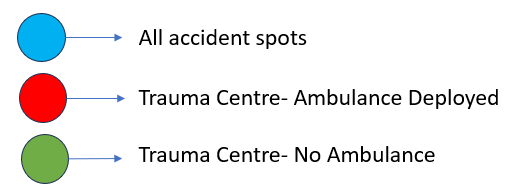 All accident spots
Trauma Centre- Ambulance Deployed
Trauma Centre- No Ambulance